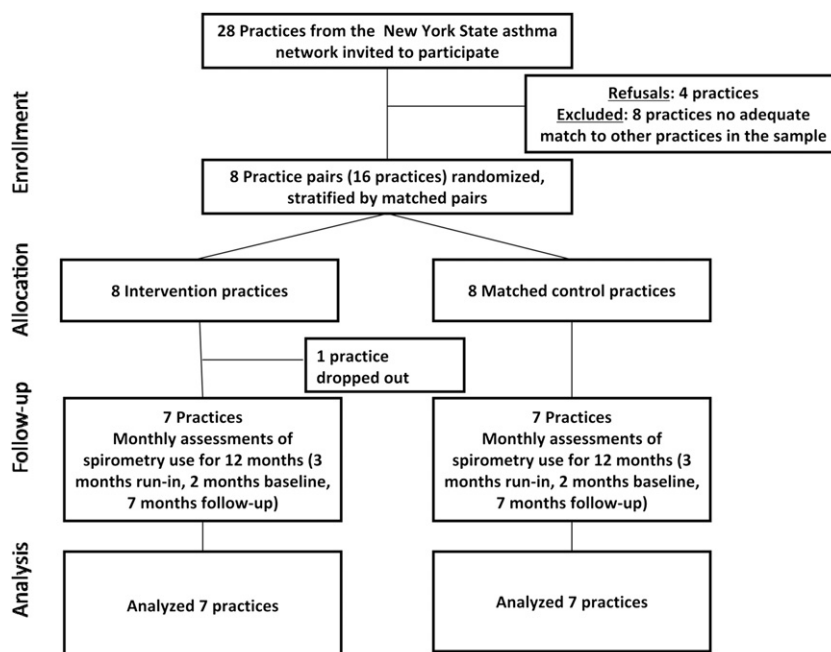 28 Practices from the New York State asthma
network invited to participate
Refusals: 4 practices
Excluded: 8 practices no adequate
match to other practices in the sample
Enrollment
8 Practice pairs (16 practices) randomized,
stratified by matched pairs
Allocation
8 Intervention practices
8 Matched control practices
1 practice
dropped out
Follow-up
7 Practices
Monthly assessments of
spirometry use for 12 months (3
months run-in, 2 months baseline,
7 months follow-up)
7 Practices
Monthly assessments of
spirometry use for 12 months (3
months run-in, 2 months baseline,
7 months follow-up)
Analysis
Analyzed 7 practices
Analyzed 7 practices